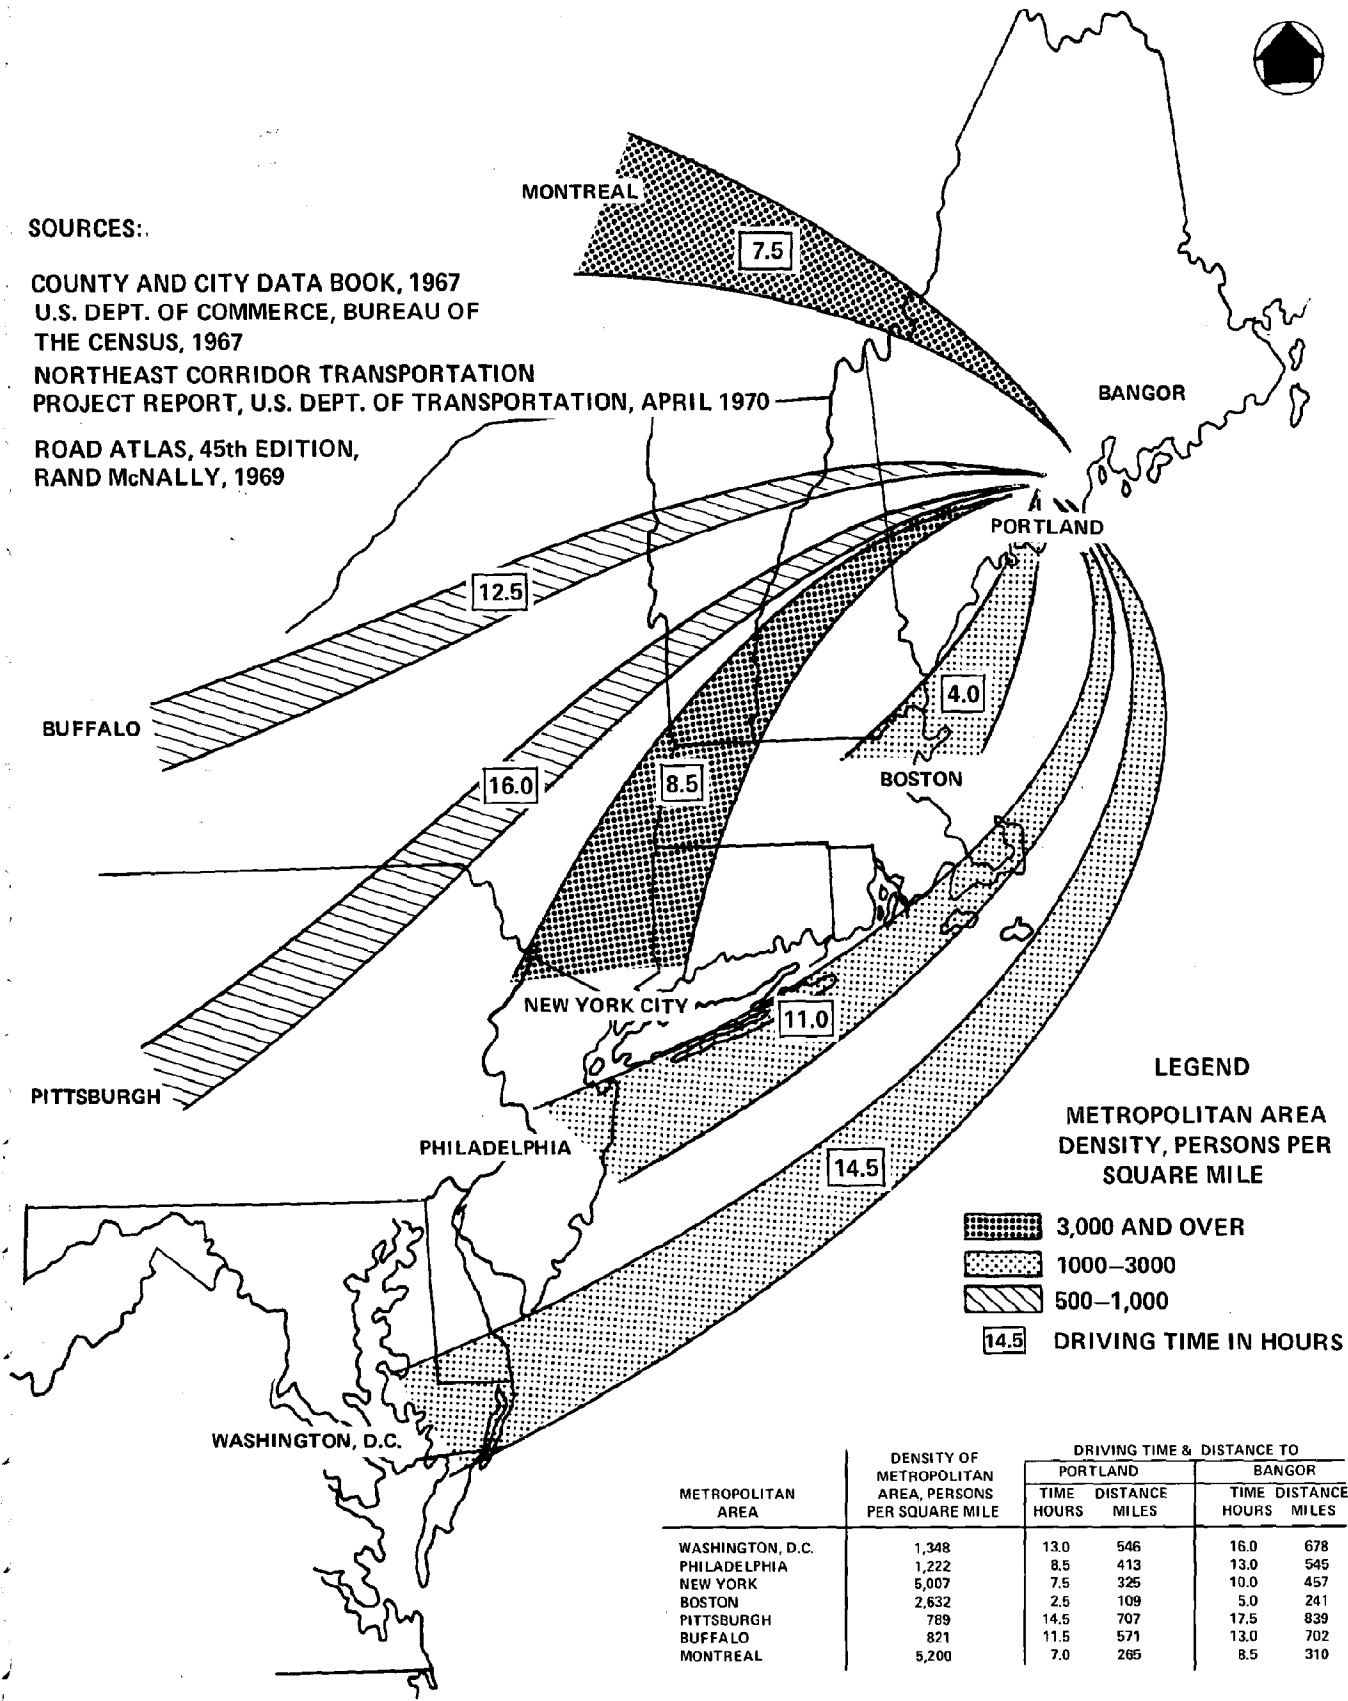 MONTREAL
7.5
SOURCES:
COUNTY AND CITY DATA BOOK, 1967
U.S. DEPT. OF COMMERCE, BUREAU OF
THE CENSUS, 1967
NORTHEAST CORRIDOR TRANSPORTATION
PROJECT REPORT, U.S. DEPT. OF TRANSPORTATION, APRIL 1970
ROAD ATLAS, 45th EDITION,
RAND McNALLY, 1969
BANGOR
PORTLAND
12.5
4.0
BUFFALO
16.0
8.5
BOSTON
NEW YORK CITY
11.0
PITTSBURGH
PHILADELPHIA
14.5
WASHINGTON, D.C.
LEGEND
METROPOLITAN AREA
DENSITY, PERSONS PER
SQUARE MILE
3,000 AND OVER
1000–3000
500–1,000
14.5 DRIVING TIME IN HOURS
METROPOLITAN
AREA
DENSITY OF
METROPOLITAN
AREA, PERSONS
PER SQUARE MILE
DRIVING TIME & DISTANCE TO
PORTLAND BANGOR
TIME DISTANCE TIME DISTANCE
HOURS MILES HOURS MILES
WASHINGTON, D.C. 1,348 13.0 546 16.0 678
PHILADELPHIA 1,222 8.5 413 13.0 545
NEW YORK 5,007 7.5 325 10.0 457
BOSTON 2,632 2.5 109 5.0 241
PITTSBURGH 789 14.5 707 17.5 839
BUFFALO 821 11.5 571 13.0 702
MONTREAL 5,200 7.0 265 8.5 310